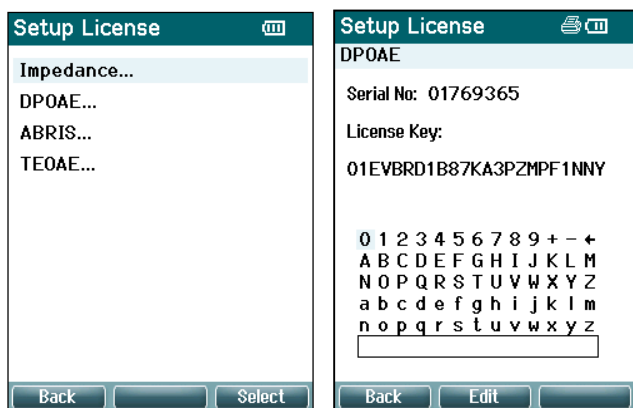 Setup License
Impedance...
DPOAE...
ABRIS...
TEOAE...
Back Select
Setup License
DPOAE
Serial No: 01769365
License Key:
01EVBRD1B87KA3PZMPF1NNY
0 1 2 3 4 5 6 7 8 9 + - ←
A B C D E F G H I J K L M
N O P Q R S T U V W X Y Z
a b c d e f g h i j k l m
n o p q r s t u v w x y z
Back Edit